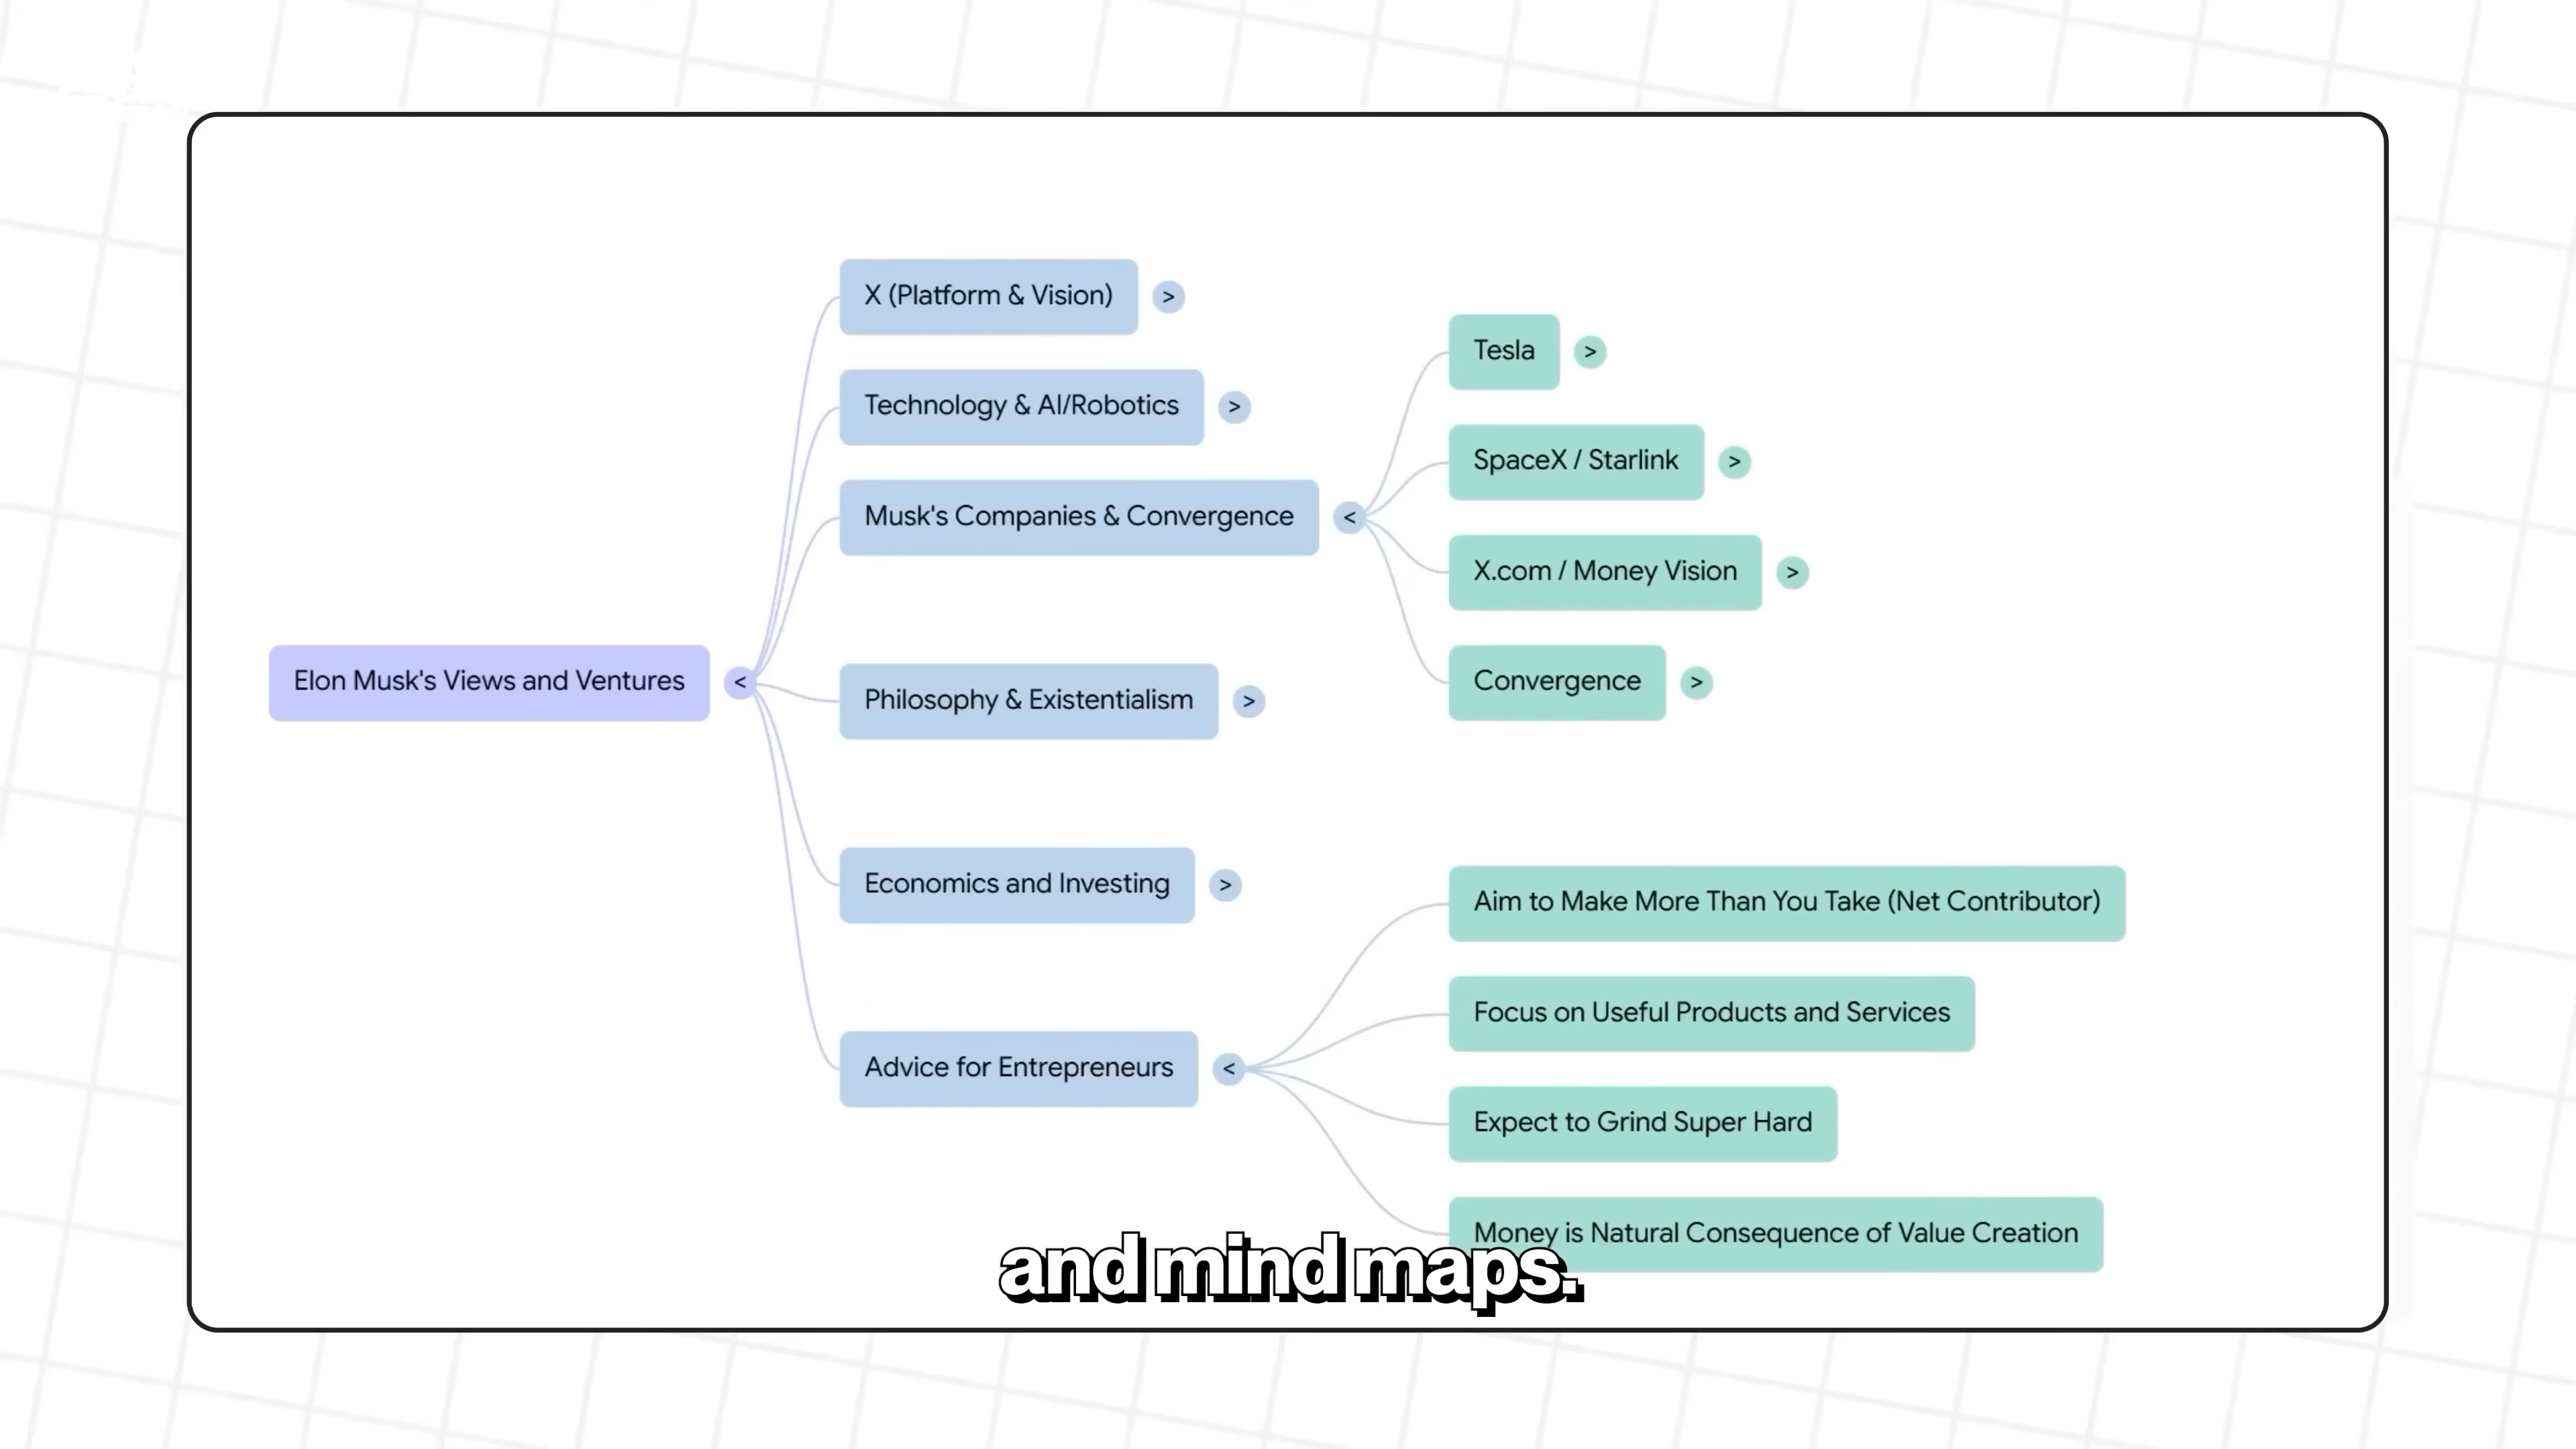 Elon Musk's Views and Ventures
<
X (Platform & Vision)
>
Technology & AI/Robotics
>
Musk's Companies & Convergence
<
Tesla
>
SpaceX / Starlink
>
X.com / Money Vision
>
Convergence
>
Philosophy & Existentialism
>
Economics and Investing
>
Advice for Entrepreneurs
<
Aim to Make More Than You Take (Net Contributor)
Focus on Useful Products and Services
Expect to Grind Super Hard
Money is Natural Consequence of Value Creation
and mind maps.